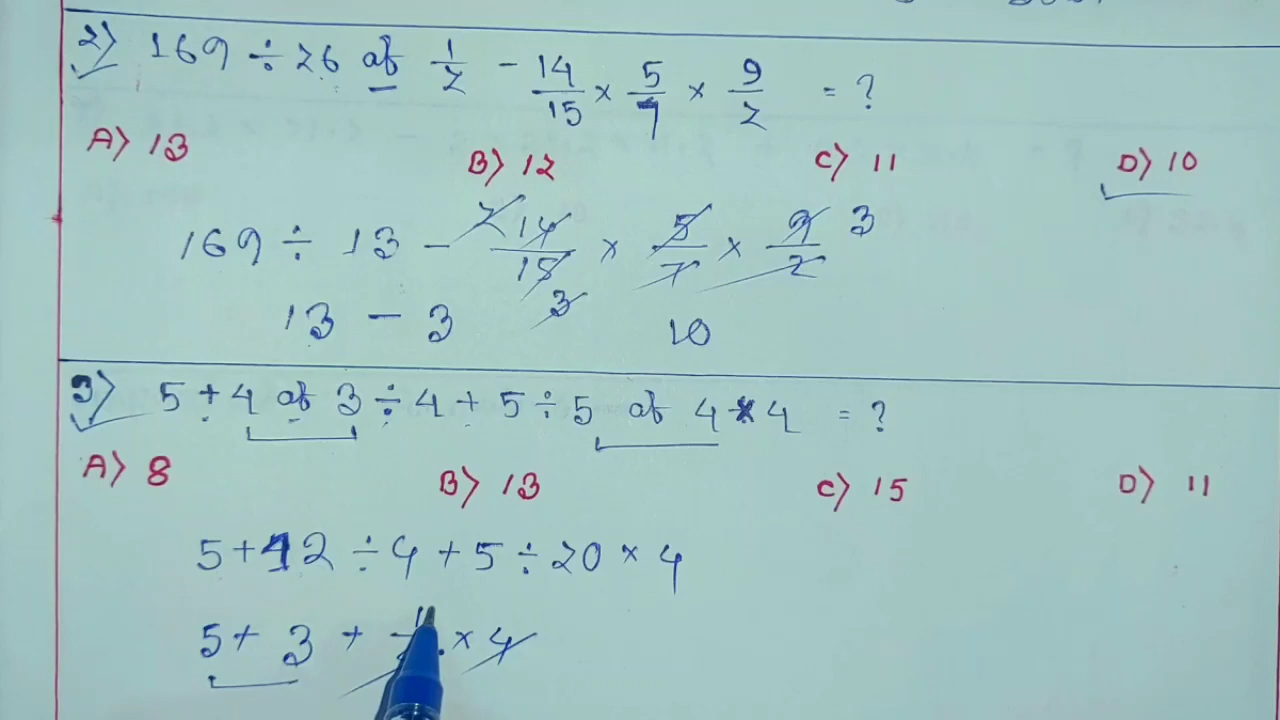 2) 169 ÷ 26 of 1/2 - 14/15 × 5/7 × 9/2 = ?
A) 13 B) 12 C) 11 D) 10
169 ÷ 13 - 2 14/15 3 × 5/7 × 9/2 3
13 - 3 10
3) 5 + 4 of 3 ÷ 4 + 5 ÷ 5 of 4 × 4 = ?
A) 8 B) 13 C) 15 D) 11
5 + 12 ÷ 4 + 5 ÷ 20 × 4
5 + 3 + × 4